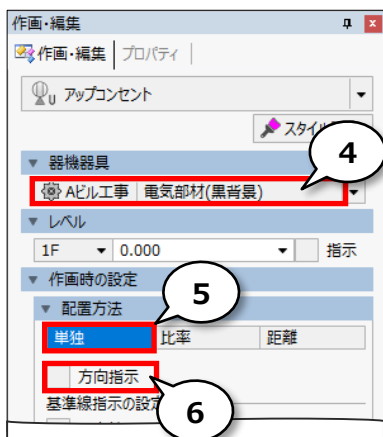 作画・編集
作画・編集 プロパティ
U アップコンセント
スタイル
4
▼ 器機器具
Aビル工事 電気部材(黒背景)
▼ レベル
1F 0.000 指示
▼ 作画時の設定
5
▼ 配置方法
単独 比率 距離
方向指示
6
基準線指示の設定